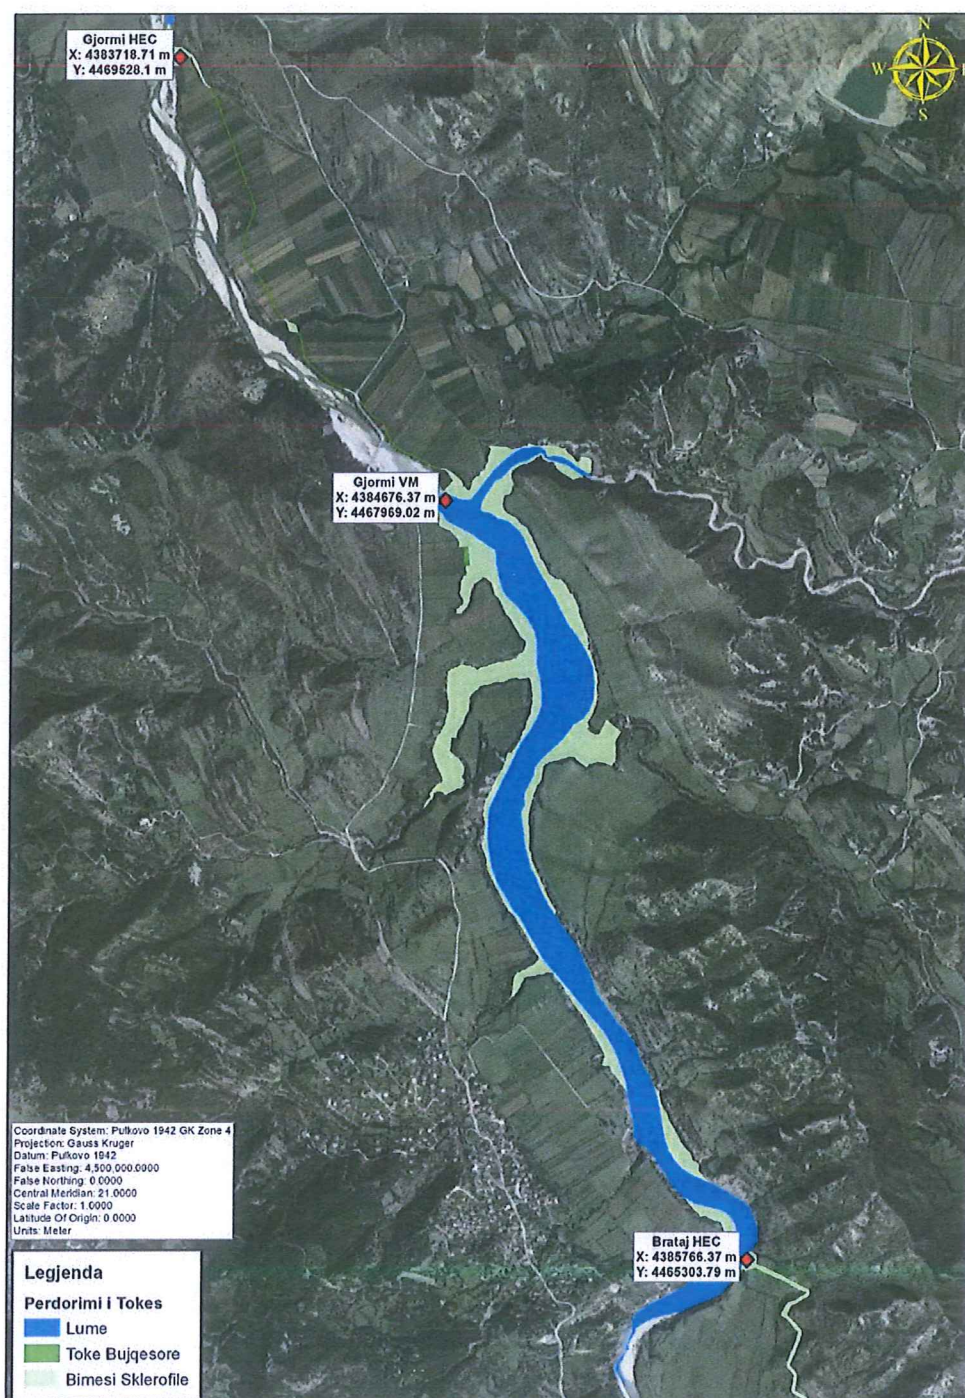 Gjormi HEC
X: 4383718.71 m
Y: 4469528.1 m
N
W
S
Gjormi VM
X: 4384676.37 m
Y: 4467969.02 m
Coordinate System: Pulkovo 1942 GK Zone 4
Projection: Gauss Kruger
Datum: Pulkovo 1942
False Easting: 4,500,000.0000
False Northing: 0.0000
Central Meridian: 21.0000
Scale Factor: 1.0000
Latitude Of Origin: 0.0000
Units: Meter
Brataj HEC
X: 4385766.37 m
Y: 4465303.79 m
Legjenda
Perdorimi i Tokes
Lume
Toke Bujqesore
Bimesi Sklerofile